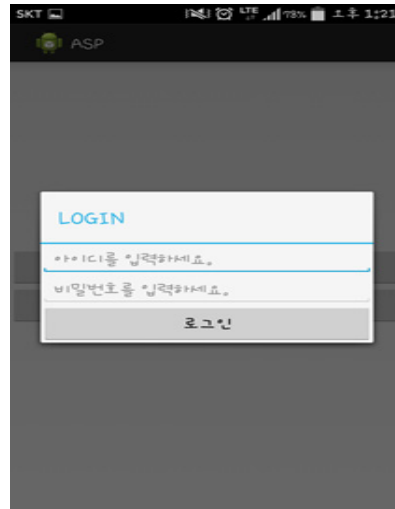 SKT LTE 78% 오후 1:21
ASP
LOGIN
아이디를 입력하세요.
비밀번호를 입력하세요.
로그인